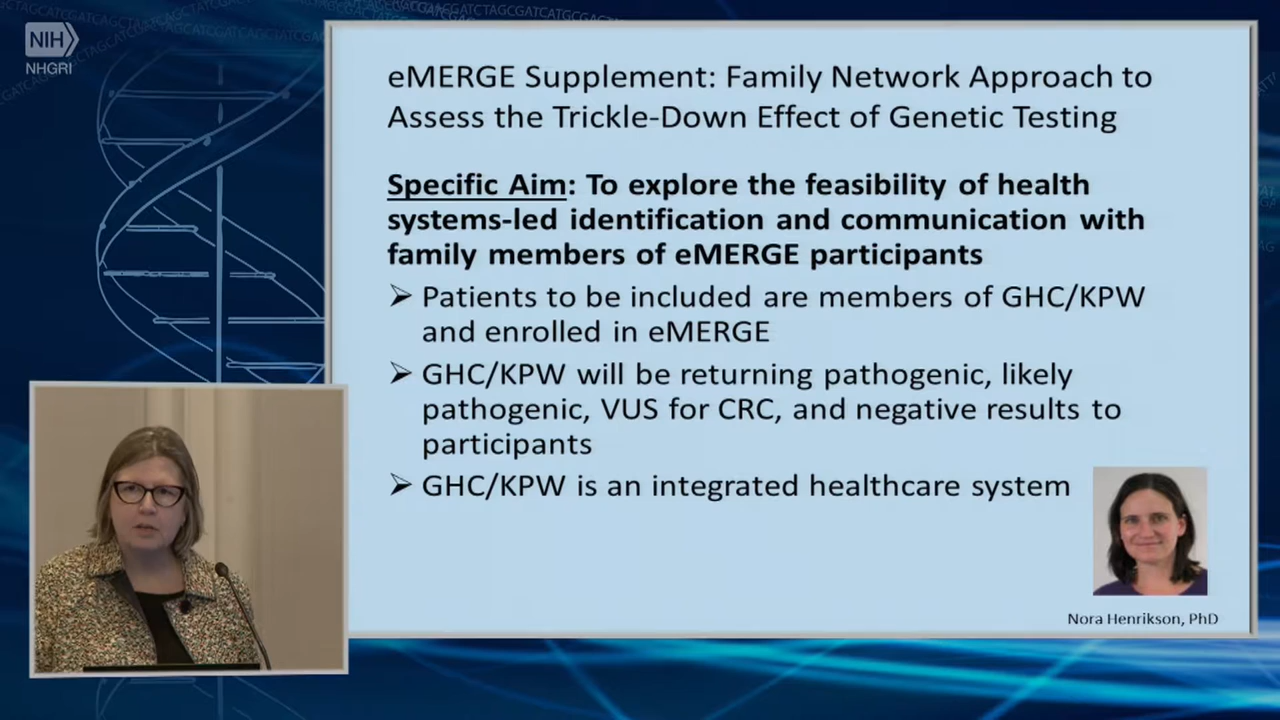 NIH
NHGRI
eMERGE Supplement: Family Network Approach to
Assess the Trickle-Down Effect of Genetic Testing
Specific Aim: To explore the feasibility of health
systems-led identification and communication with
family members of eMERGE participants
➢ Patients to be included are members of GHC/KPW
and enrolled in eMERGE
➢ GHC/KPW will be returning pathogenic, likely
pathogenic, VUS for CRC, and negative results to
participants
➢ GHC/KPW is an integrated healthcare system
Nora Henrikson, PhD